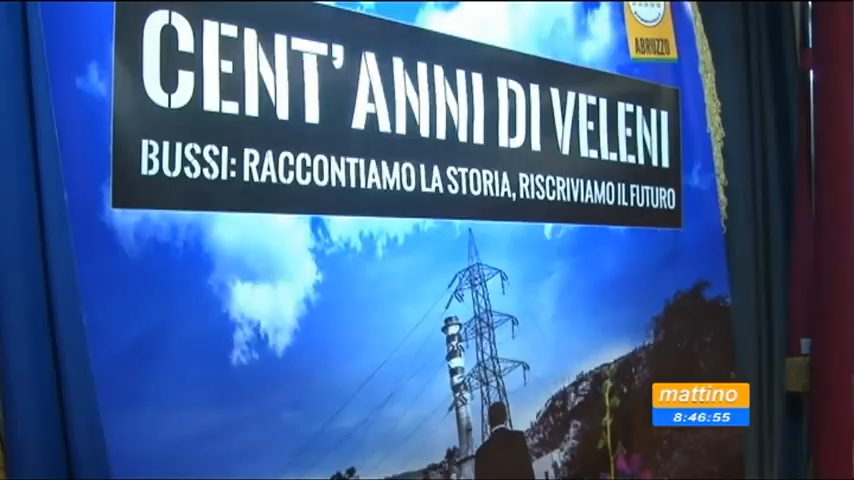 CENT'ANNI DI VELENI
BUSSI: RACCONTIAMO LA STORIA, RISCRIVIAMO IL FUTURO
ABRUZZO
mattino
8:46:55